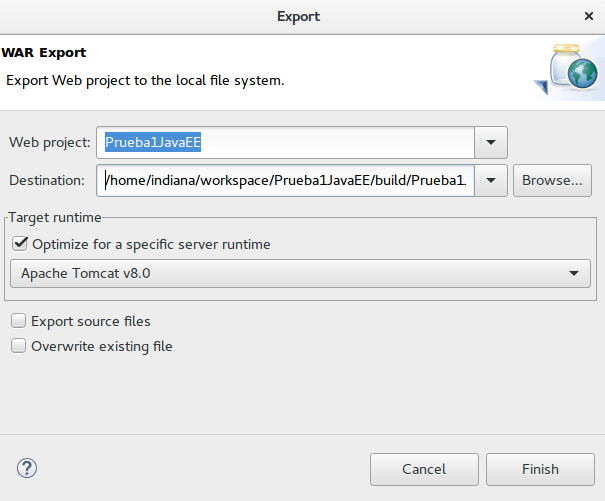 Export
WAR Export
Export Web project to the local file system.
Web project: Prueba1JavaEE
Destination: /home/indiana/workspace/Prueba1JavaEE/build/Prueba1. Browse...
Target runtime
Optimize for a specific server runtime
Apache Tomcat v8.0
Export source files
Overwrite existing file
Cancel Finish